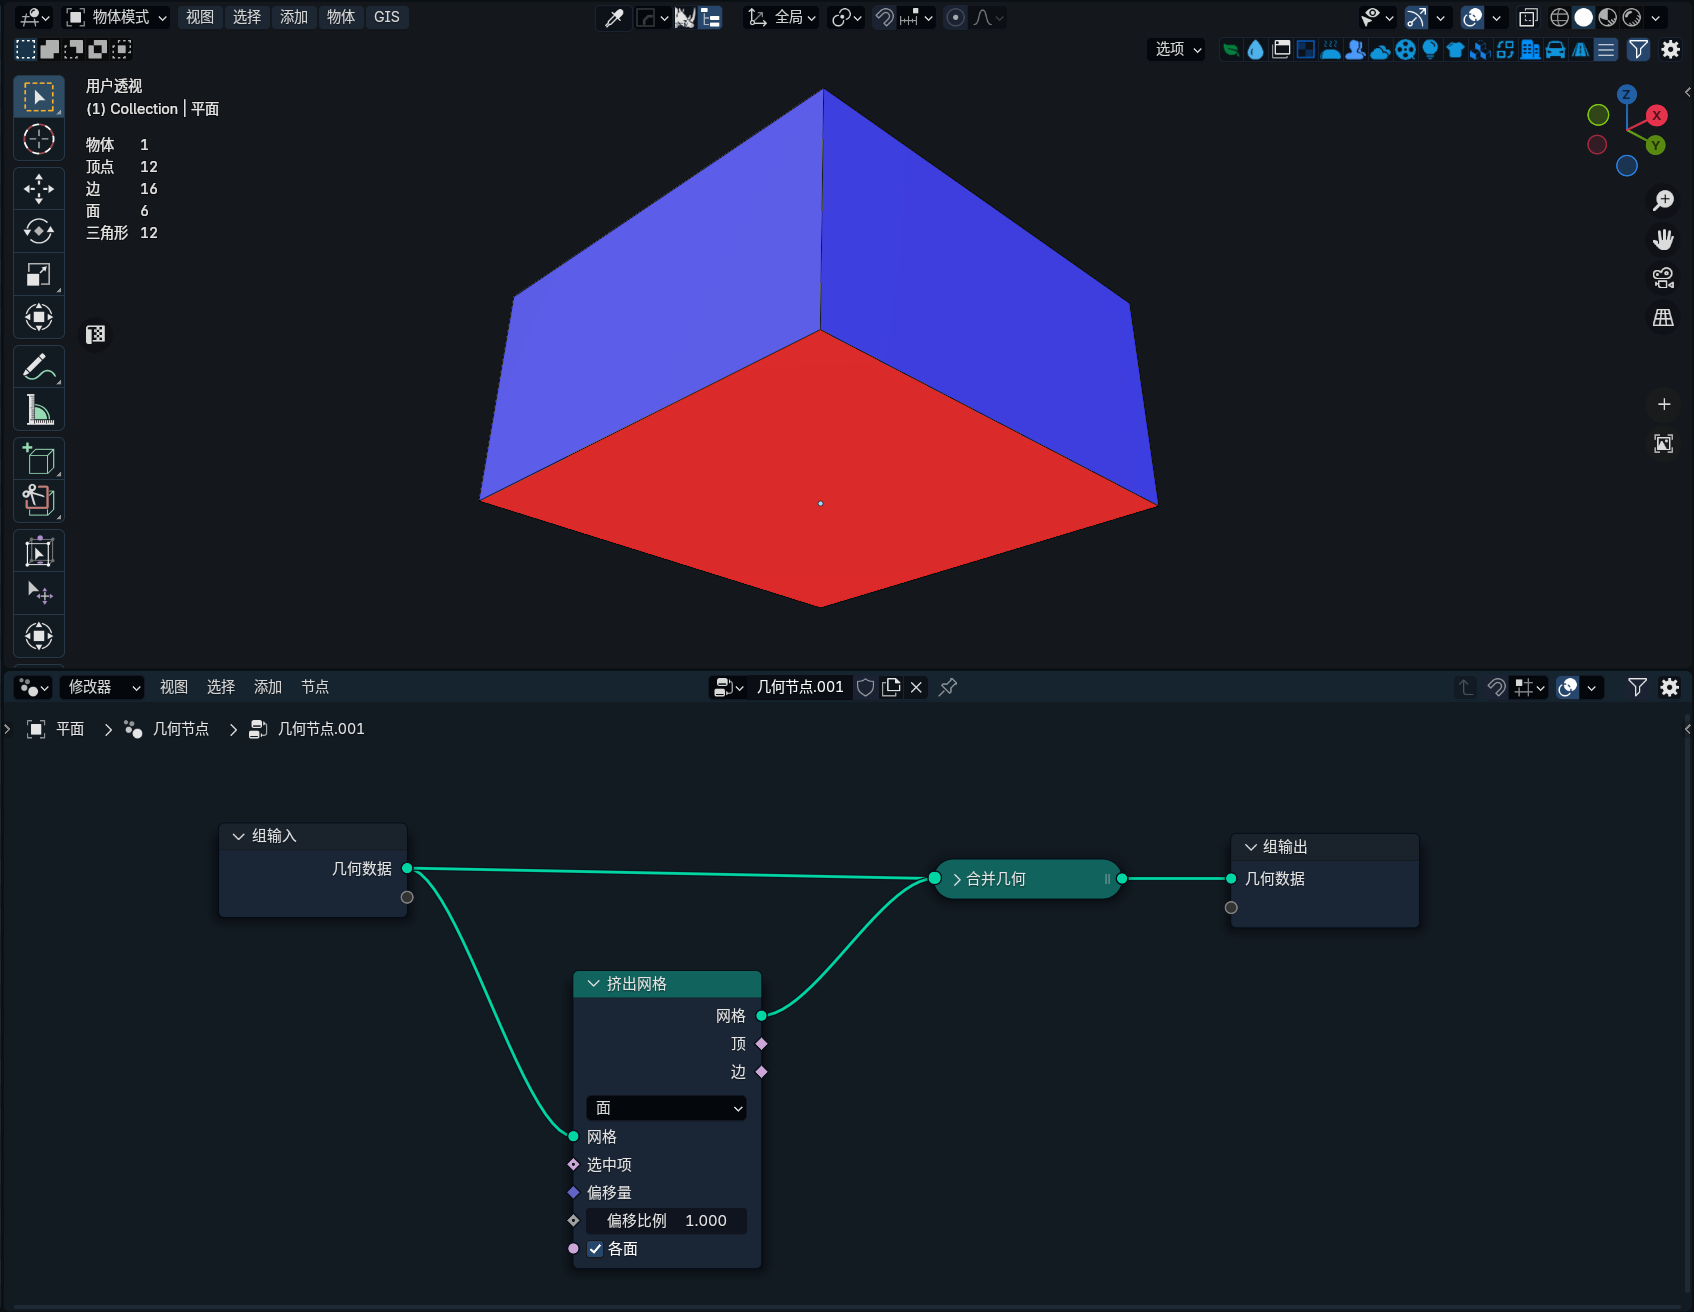 物体模式 视图 选择 添加 物体 GIS 全局
选项
用户透视
(1) Collection | 平面
物体 1
顶点 12
边 16
面 6
三角形 12
Z
X
Y
修改器 视图 选择 添加 节点 几何节点.001
平面 几何节点 几何节点.001
组输入
几何数据
合并几何
组输出
几何数据
挤出网格
网格
顶
边
面
网格
选中项
偏移量
偏移比例 1.000
各面